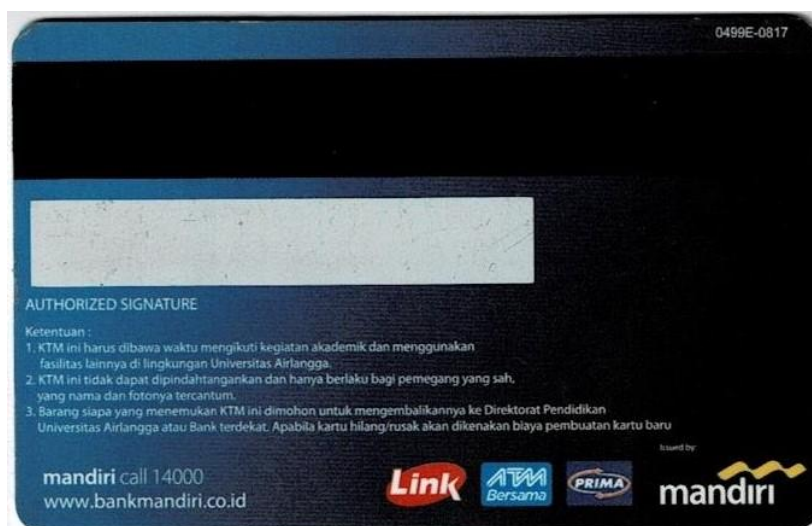 0499E-0817
AUTHORIZED SIGNATURE
Ketentuan :
1. KTM ini harus dibawa waktu mengikuti kegiatan akademik dan menggunakan
fasilitas lainnya di lingkungan Universitas Airlangga.
2. KTM ini tidak dapat dipindahtangankan dan hanya berlaku bagi pemegang yang sah,
yang nama dan fotonya tercantum.
3. Barang siapa yang menemukan KTM ini dimohon untuk mengembalikannya ke Direktorat Pendidikan
Universitas Airlangga atau Bank terdekat. Apabila kartu hilang/rusak akan dikenakan biaya pembuatan kartu baru
Issued by:
mandiri call 14000
www.bankmandiri.co.id
Link
ATM
Bersama
PRIMA
mandiri